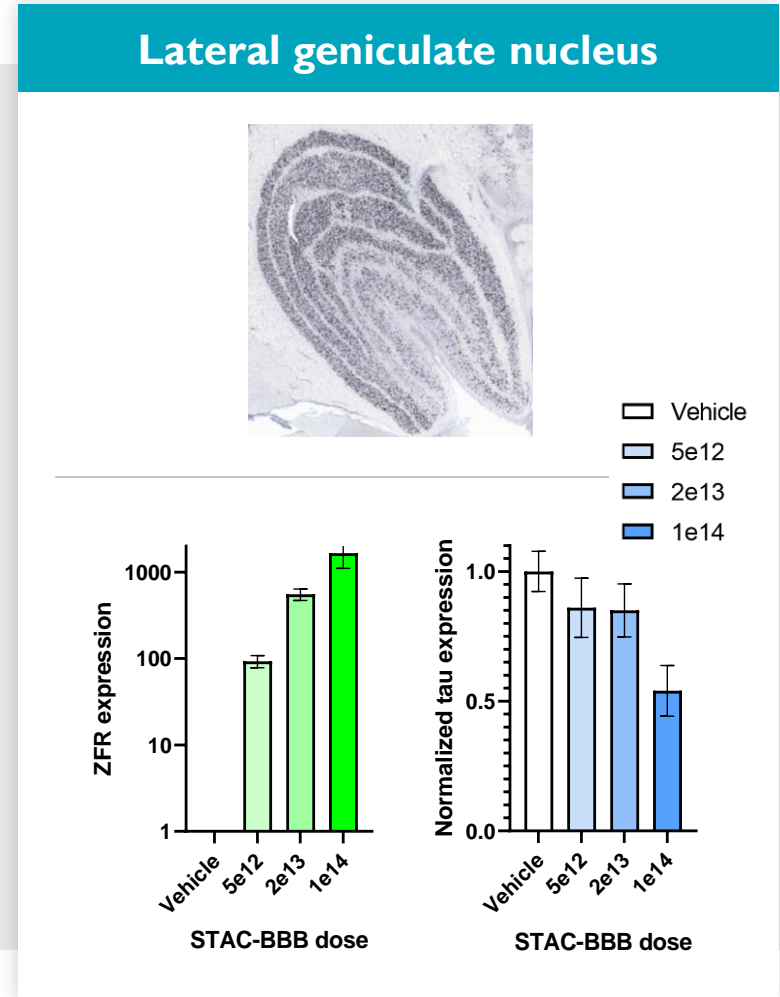 Lateral geniculate nucleus
Vehicle
5e12
2e13
1e14
ZFR expression
1000
100
10
1
Vehicle
5e12
2e13
1e14
STAC-BBB dose
Normalized tau expression
1.0
0.5
0.0
Vehicle
5e12
2e13
1e14
STAC-BBB dose